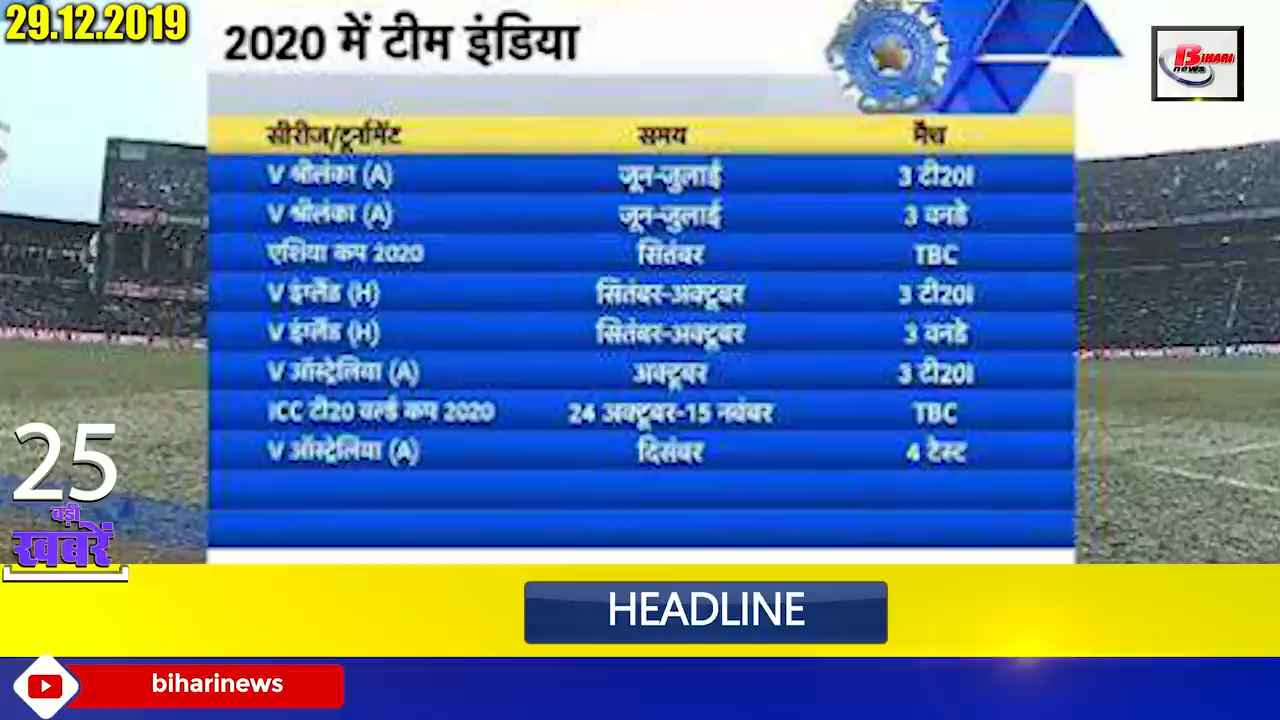 29.12.2019
2020 में टीम इंडिया
BIHARI
news
सीरीज/टूर्नामेंट समय मैच
V श्रीलंका (A) जून-जुलाई 3 टी20I
V श्रीलंका (A) जून-जुलाई 3 वनडे
एशिया कप 2020 सितंबर TBC
V इंग्लैंड (H) सितंबर-अक्टूबर 3 टी20I
V इंग्लैंड (H) सितंबर-अक्टूबर 3 वनडे
V ऑस्ट्रेलिया (A) अक्टूबर 3 टी20I
ICC टी20 वर्ल्ड कप 2020 24 अक्टूबर-15 नवंबर TBC
V ऑस्ट्रेलिया (A) दिसंबर 4 टेस्ट
25
बड़ी
खबरें
HEADLINE
biharinews